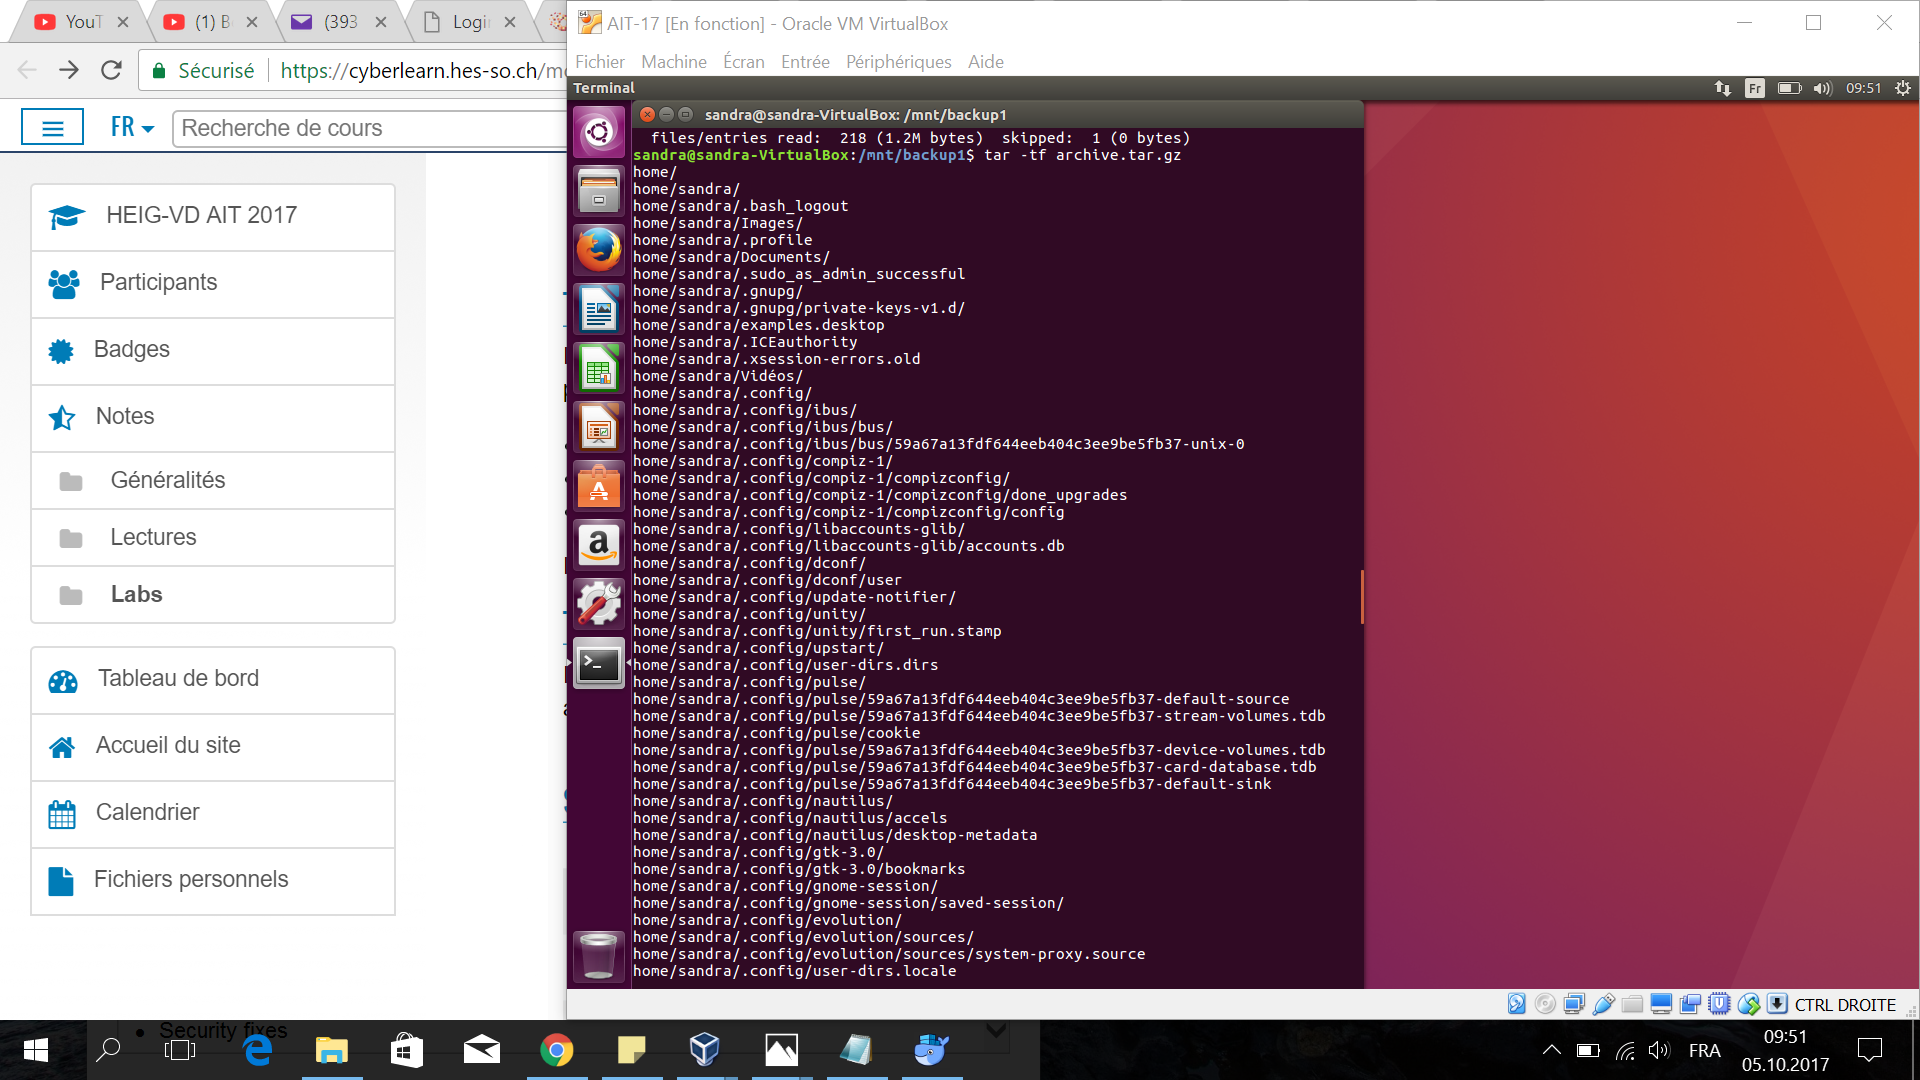 YouT
(1) B
(393
Login
AIT-17 [En fonction] - Oracle VM VirtualBox
Sécurisé
https://cyberlearn.hes-so.ch/mo
Fichier Machine Écran Entrée Périphériques Aide
Terminal
Fr
09:51
FR
Recherche de cours
HEIG-VD AIT 2017
Participants
Badges
Notes
Généralités
Lectures
Labs
Tableau de bord
Accueil du site
Calendrier
Fichiers personnels
sandra@sandra-VirtualBox: /mnt/backup1
files/entries read:  218 (1.2M bytes)  skipped:  1 (0 bytes)
sandra@sandra-VirtualBox:/mnt/backup1$ tar -tf archive.tar.gz
home/
home/sandra/
home/sandra/.bash_logout
home/sandra/Images/
home/sandra/.profile
home/sandra/Documents/
home/sandra/.sudo_as_admin_successful
home/sandra/.gnupg/
home/sandra/.gnupg/private-keys-v1.d/
home/sandra/examples.desktop
home/sandra/.ICEauthority
home/sandra/.xsession-errors.old
home/sandra/Vidéos/
home/sandra/.config/
home/sandra/.config/ibus/
home/sandra/.config/ibus/bus/
home/sandra/.config/ibus/bus/59a67a13fdf644eeb404c3ee9be5fb37-unix-0
home/sandra/.config/compiz-1/
home/sandra/.config/compiz-1/compizconfig/
home/sandra/.config/compiz-1/compizconfig/done_upgrades
home/sandra/.config/compiz-1/compizconfig/config
home/sandra/.config/libaccounts-glib/
home/sandra/.config/libaccounts-glib/accounts.db
home/sandra/.config/dconf/
home/sandra/.config/dconf/user
home/sandra/.config/update-notifier/
home/sandra/.config/unity/
home/sandra/.config/unity/first_run.stamp
home/sandra/.config/upstart/
home/sandra/.config/user-dirs.dirs
home/sandra/.config/pulse/
home/sandra/.config/pulse/59a67a13fdf644eeb404c3ee9be5fb37-default-source
home/sandra/.config/pulse/59a67a13fdf644eeb404c3ee9be5fb37-stream-volumes.tdb
home/sandra/.config/pulse/cookie
home/sandra/.config/pulse/59a67a13fdf644eeb404c3ee9be5fb37-device-volumes.tdb
home/sandra/.config/pulse/59a67a13fdf644eeb404c3ee9be5fb37-card-database.tdb
home/sandra/.config/pulse/59a67a13fdf644eeb404c3ee9be5fb37-default-sink
home/sandra/.config/nautilus/
home/sandra/.config/nautilus/accels
home/sandra/.config/nautilus/desktop-metadata
home/sandra/.config/gtk-3.0/
home/sandra/.config/gtk-3.0/bookmarks
home/sandra/.config/gnome-session/
home/sandra/.config/gnome-session/saved-session/
home/sandra/.config/evolution/
home/sandra/.config/evolution/sources/
home/sandra/.config/evolution/sources/system-proxy.source
home/sandra/.config/user-dirs.locale
CTRL DROITE
Security fixes
FRA
09:51
05.10.2017